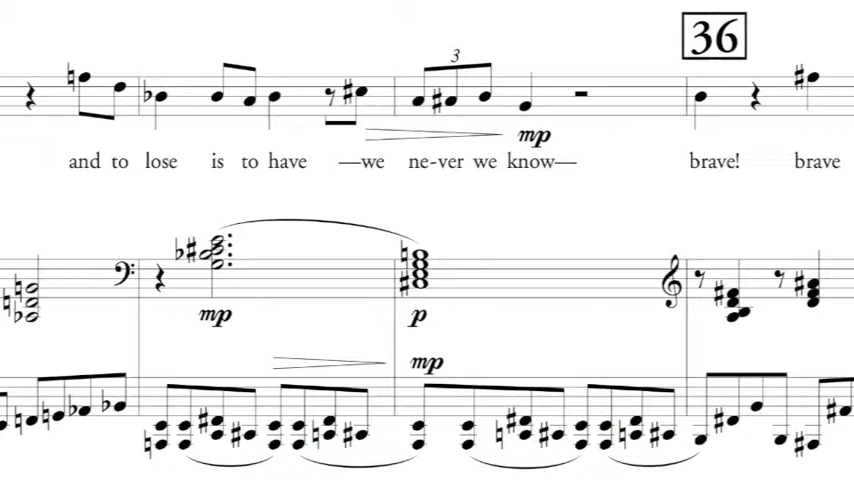 36
3
mp
and to lose is to have —we ne-ver we know— brave! brave
mp p
mp